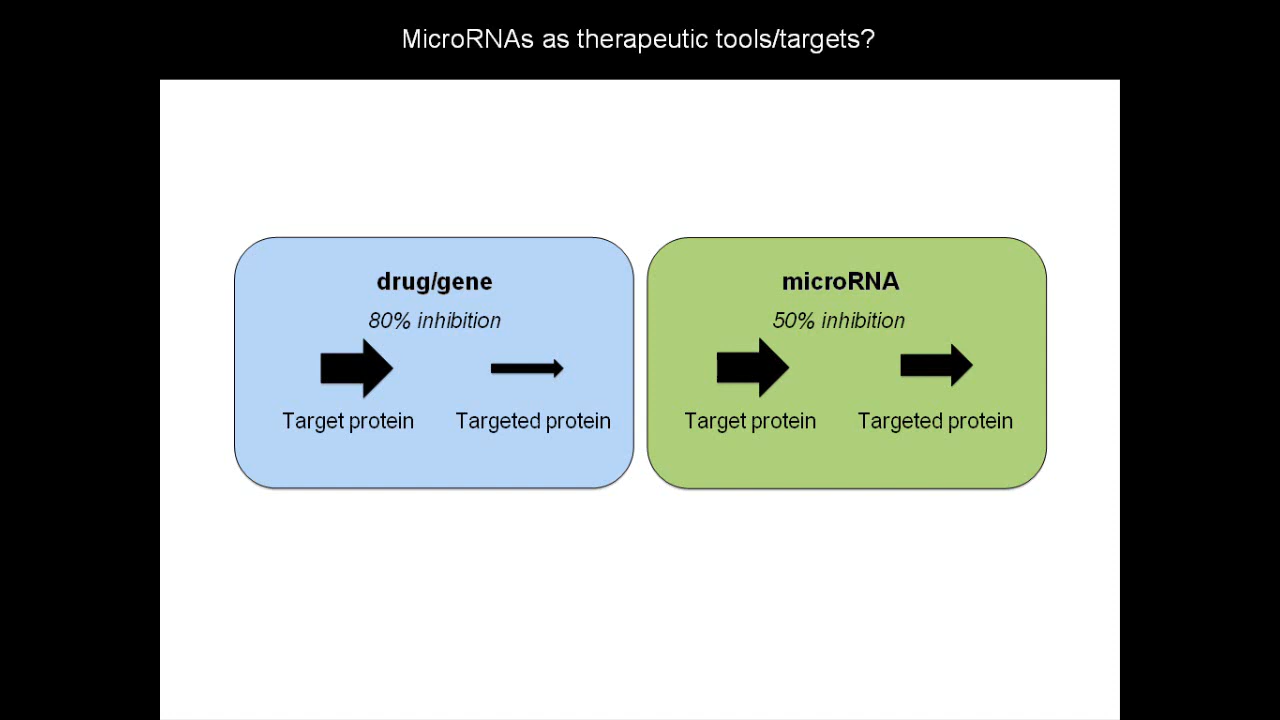 MicroRNAs as therapeutic tools/targets?
drug/gene
80% inhibition
Target protein
Targeted protein
microRNA
50% inhibition
Target protein
Targeted protein